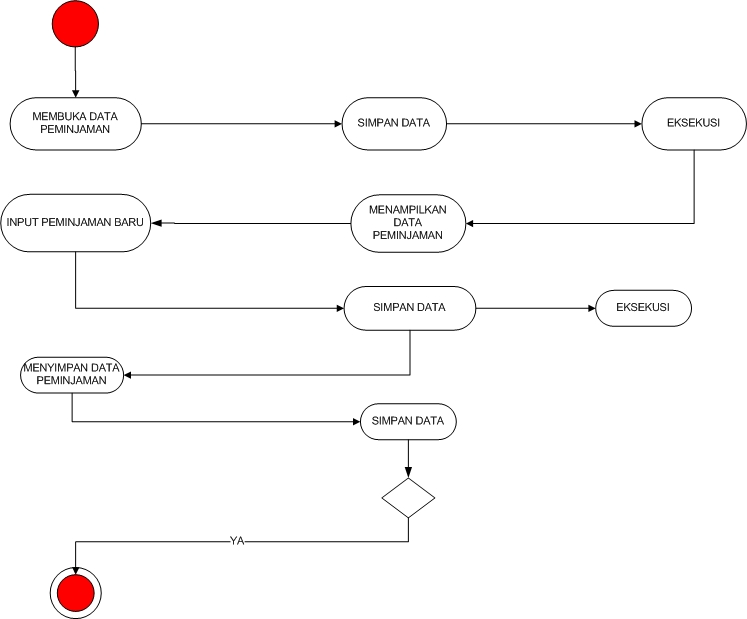 MEMBUKA DATA
PEMINJAMAN
SIMPAN DATA
EKSEKUSI
INPUT PEMINJAMAN BARU
MENAMPILKAN
DATA
PEMINJAMAN
SIMPAN DATA
EKSEKUSI
MENYIMPAN DATA
PEMINJAMAN
SIMPAN DATA
YA